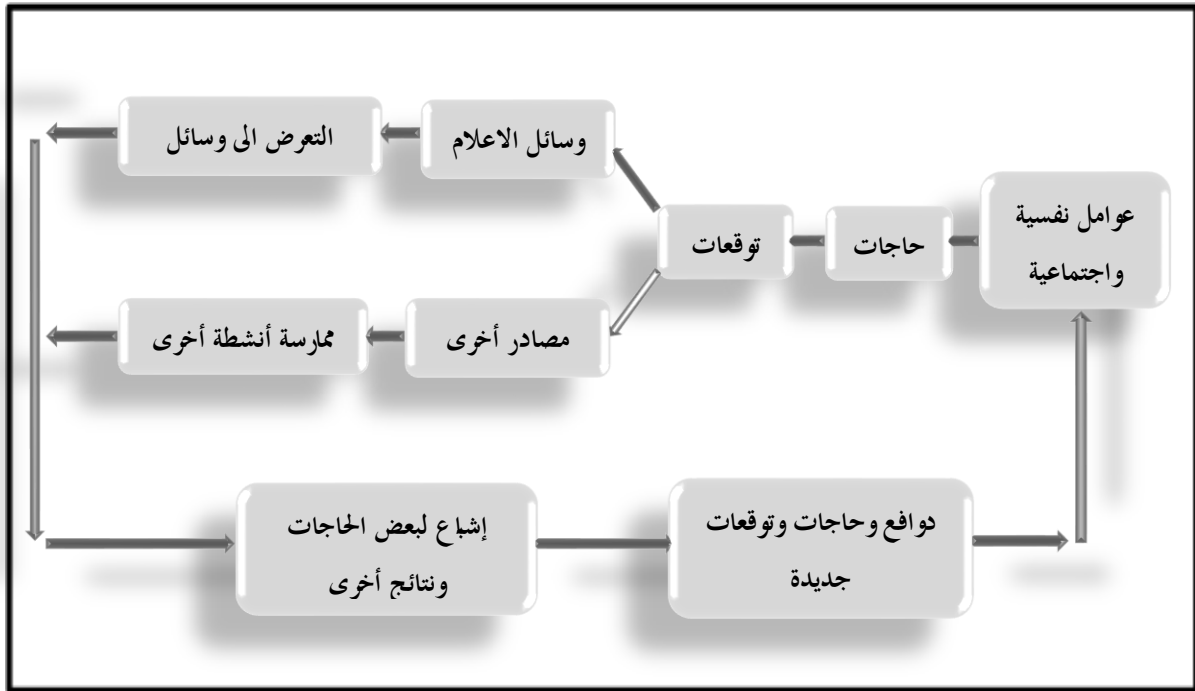 عوامل نفسية
واجتماعية
حاجات
توقعات
وسائل الاعلام
التعرض الى وسائل
مصادر أخرى
ممارسة أنشطة أخرى
إشباع لبعض الحاجات
ونتائج أخرى
دوافع وحاجات وتوقعات
جديدة